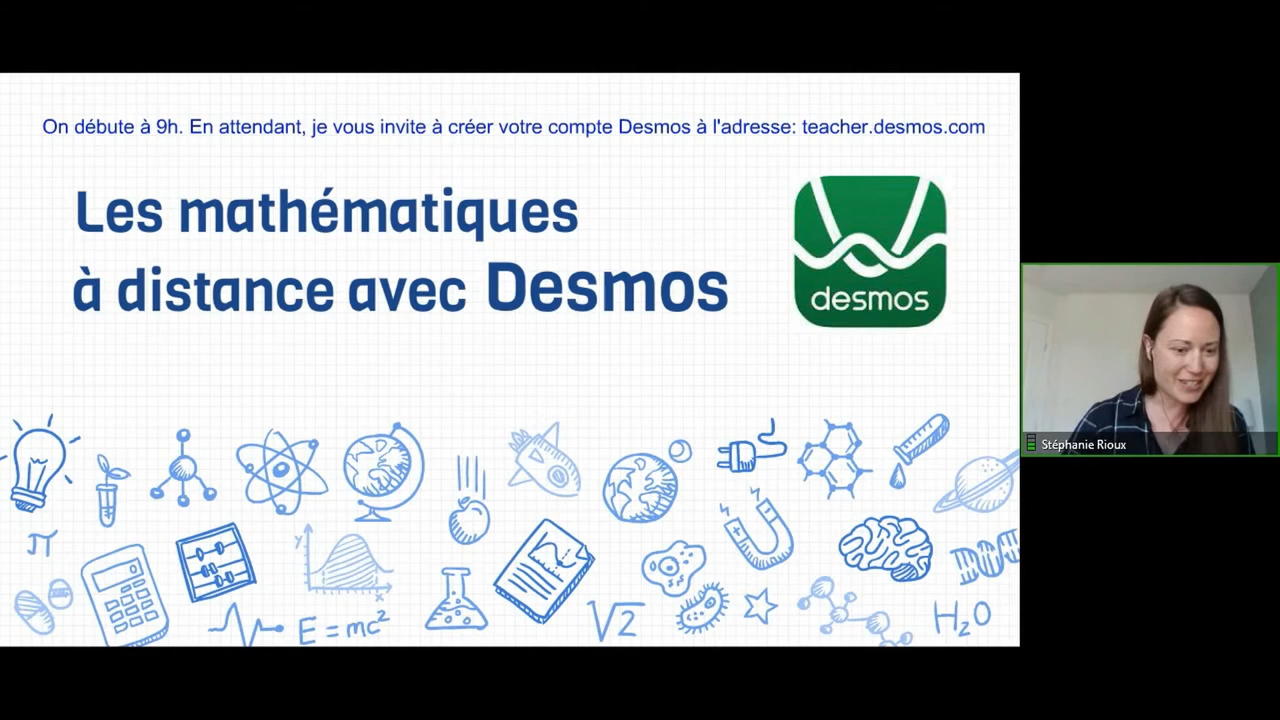 On débute à 9h. En attendant, je vous invite à créer votre compte Desmos à l'adresse: teacher.desmos.com
Les mathématiques
à distance avec Desmos
desmos
Stéphanie Rioux
π
y
x
E = mc²
√2
H₂O